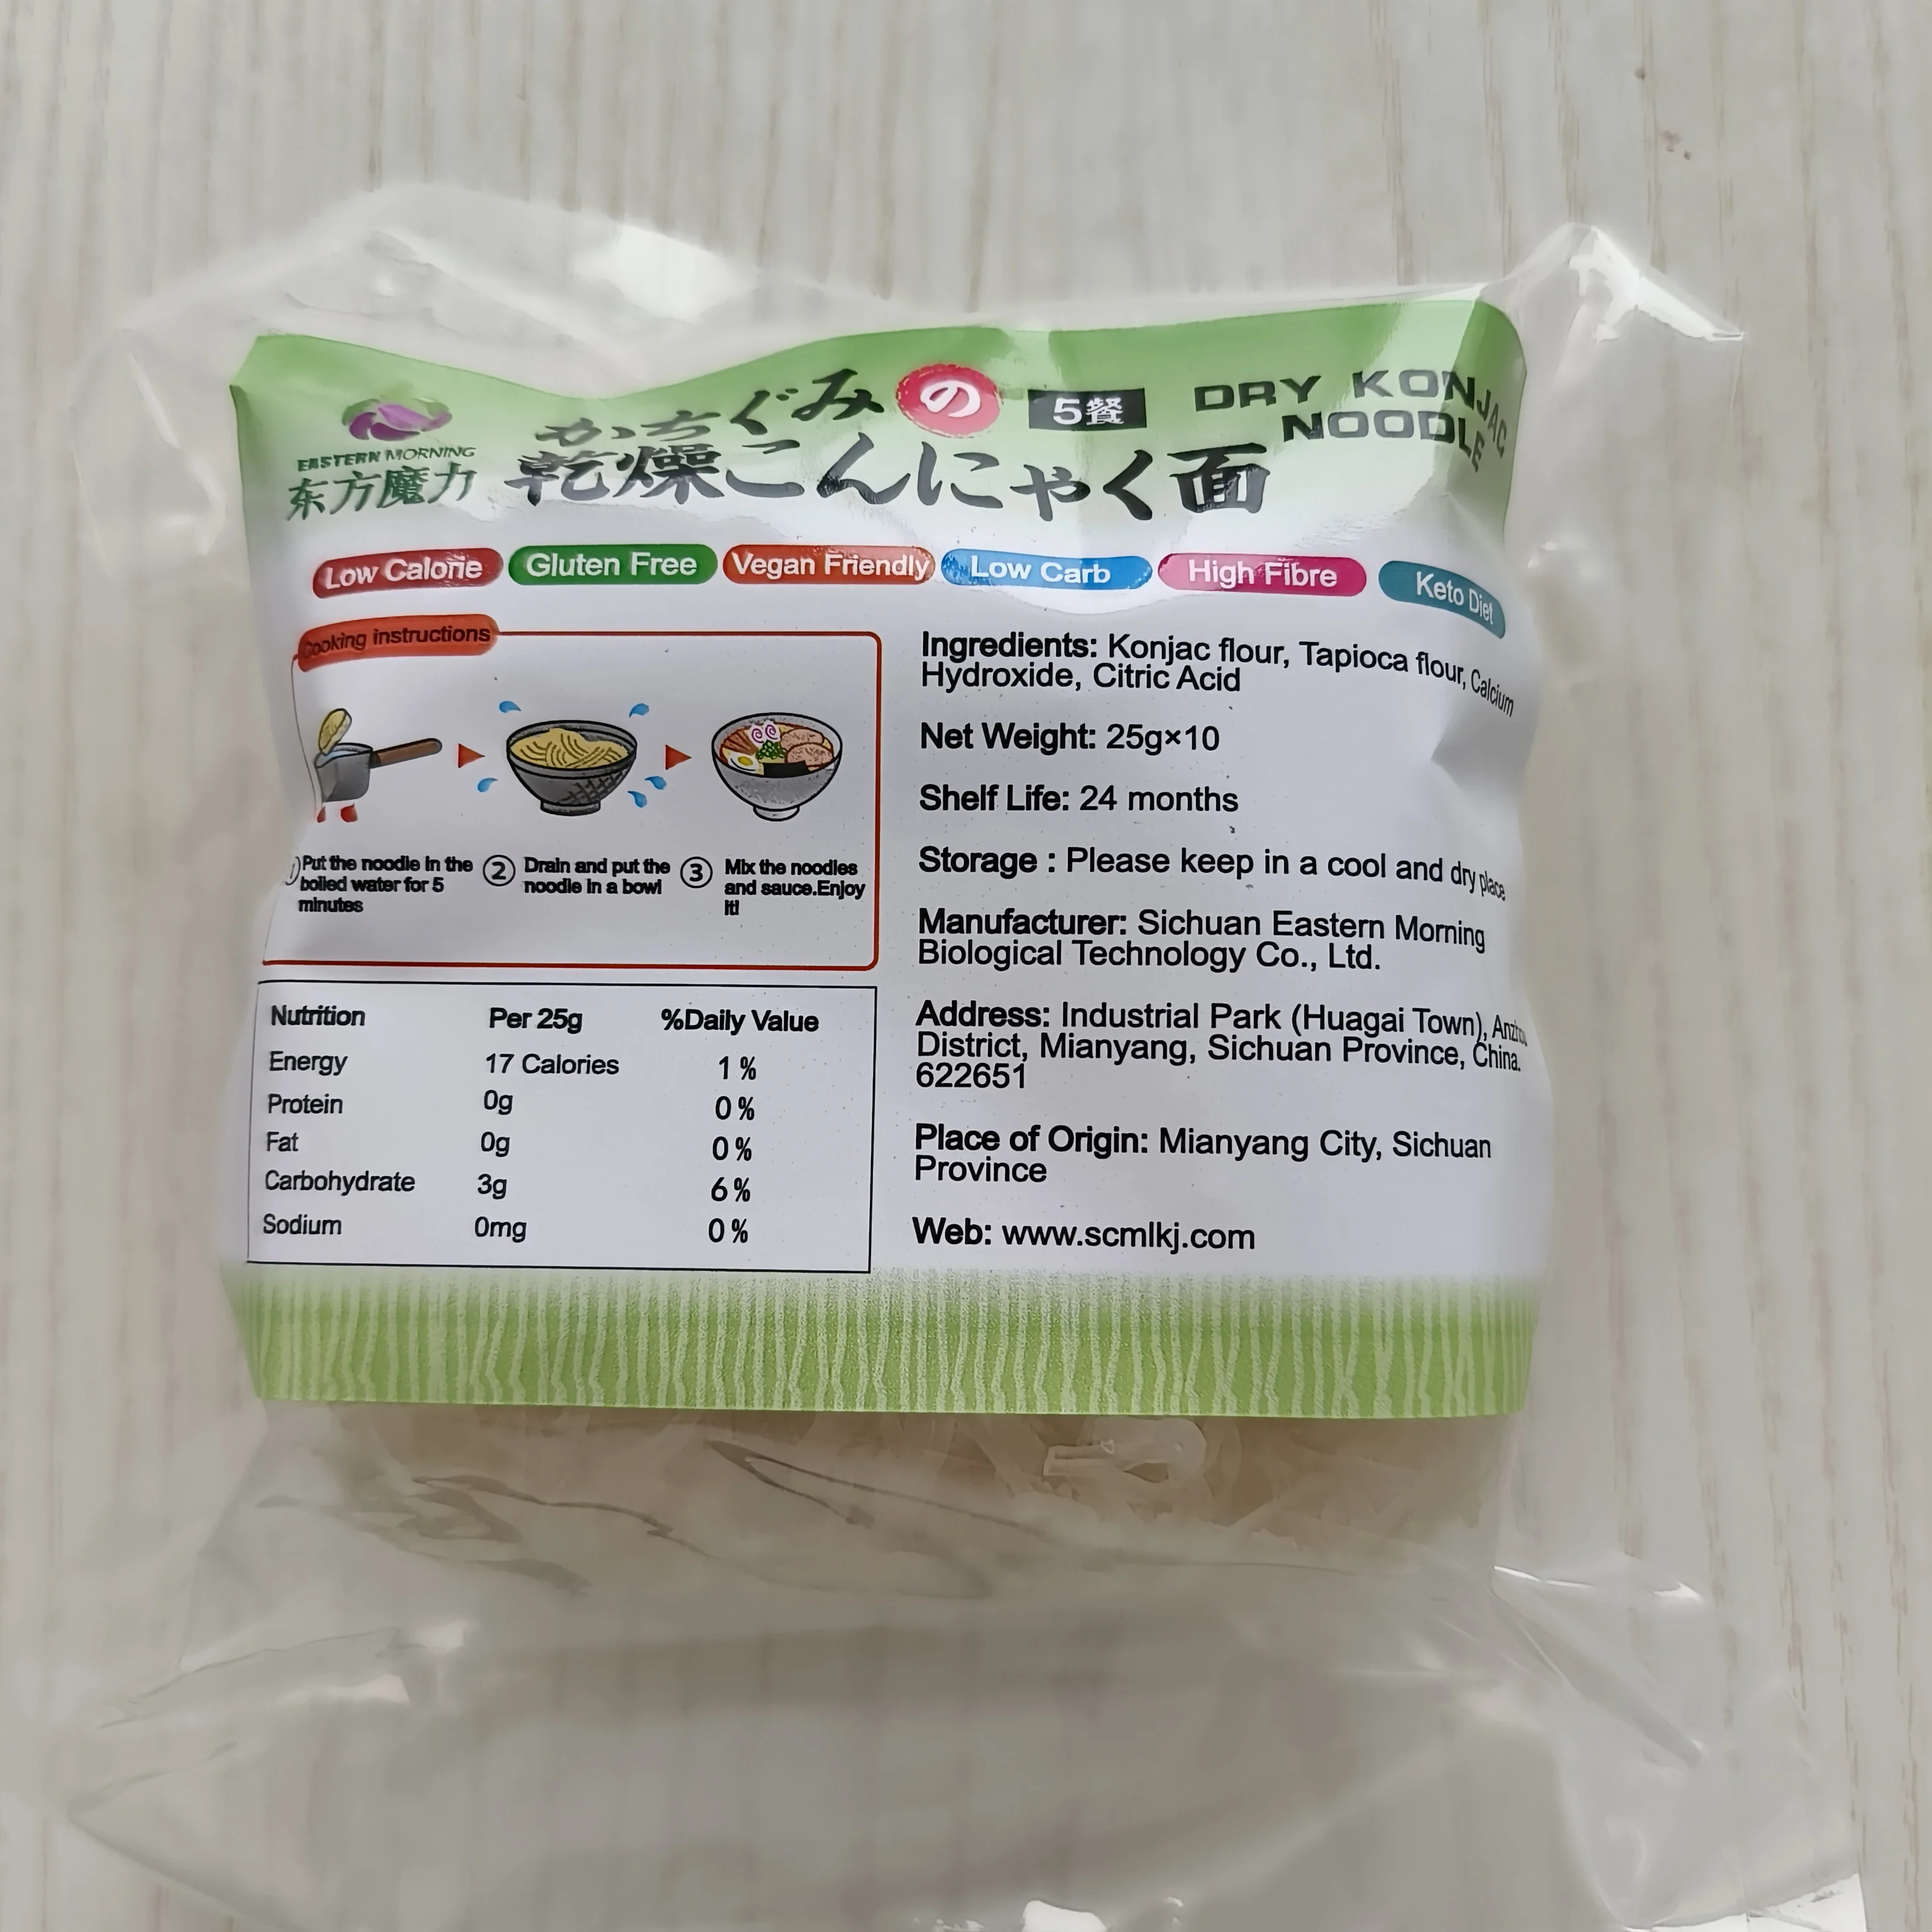 EASTERN MORNING
东方魔力
からぐみの
乾燥こんにゃく面
5餐
DRY KONJAC
NOODLE
Low Calorie
Gluten Free
Vegan Friendly
Low Carb
High Fibre
Keto Diet
Cooking instructions
① Put the noodle in the
boiled water for 5
minutes
② Drain and put the
noodle in a bowl
③ Mix the noodles
and sauce.Enjoy
it!
Nutrition Per 25g %Daily Value
Energy 17 Calories 1%
Protein 0g 0%
Fat 0g 0%
Carbohydrate 3g 6%
Sodium 0mg 0%
Ingredients: Konjac flour, Tapioca flour, Calcium
Hydroxide, Citric Acid
Net Weight: 25g×10
Shelf Life: 24 months
Storage : Please keep in a cool and dry place
Manufacturer: Sichuan Eastern Morning
Biological Technology Co., Ltd.
Address: Industrial Park (Huagai Town),
District, Mianyang, Sichuan Province, China.
622651
Place of Origin: Mianyang City, Sichuan
Province
Web: www.scmlkj.com